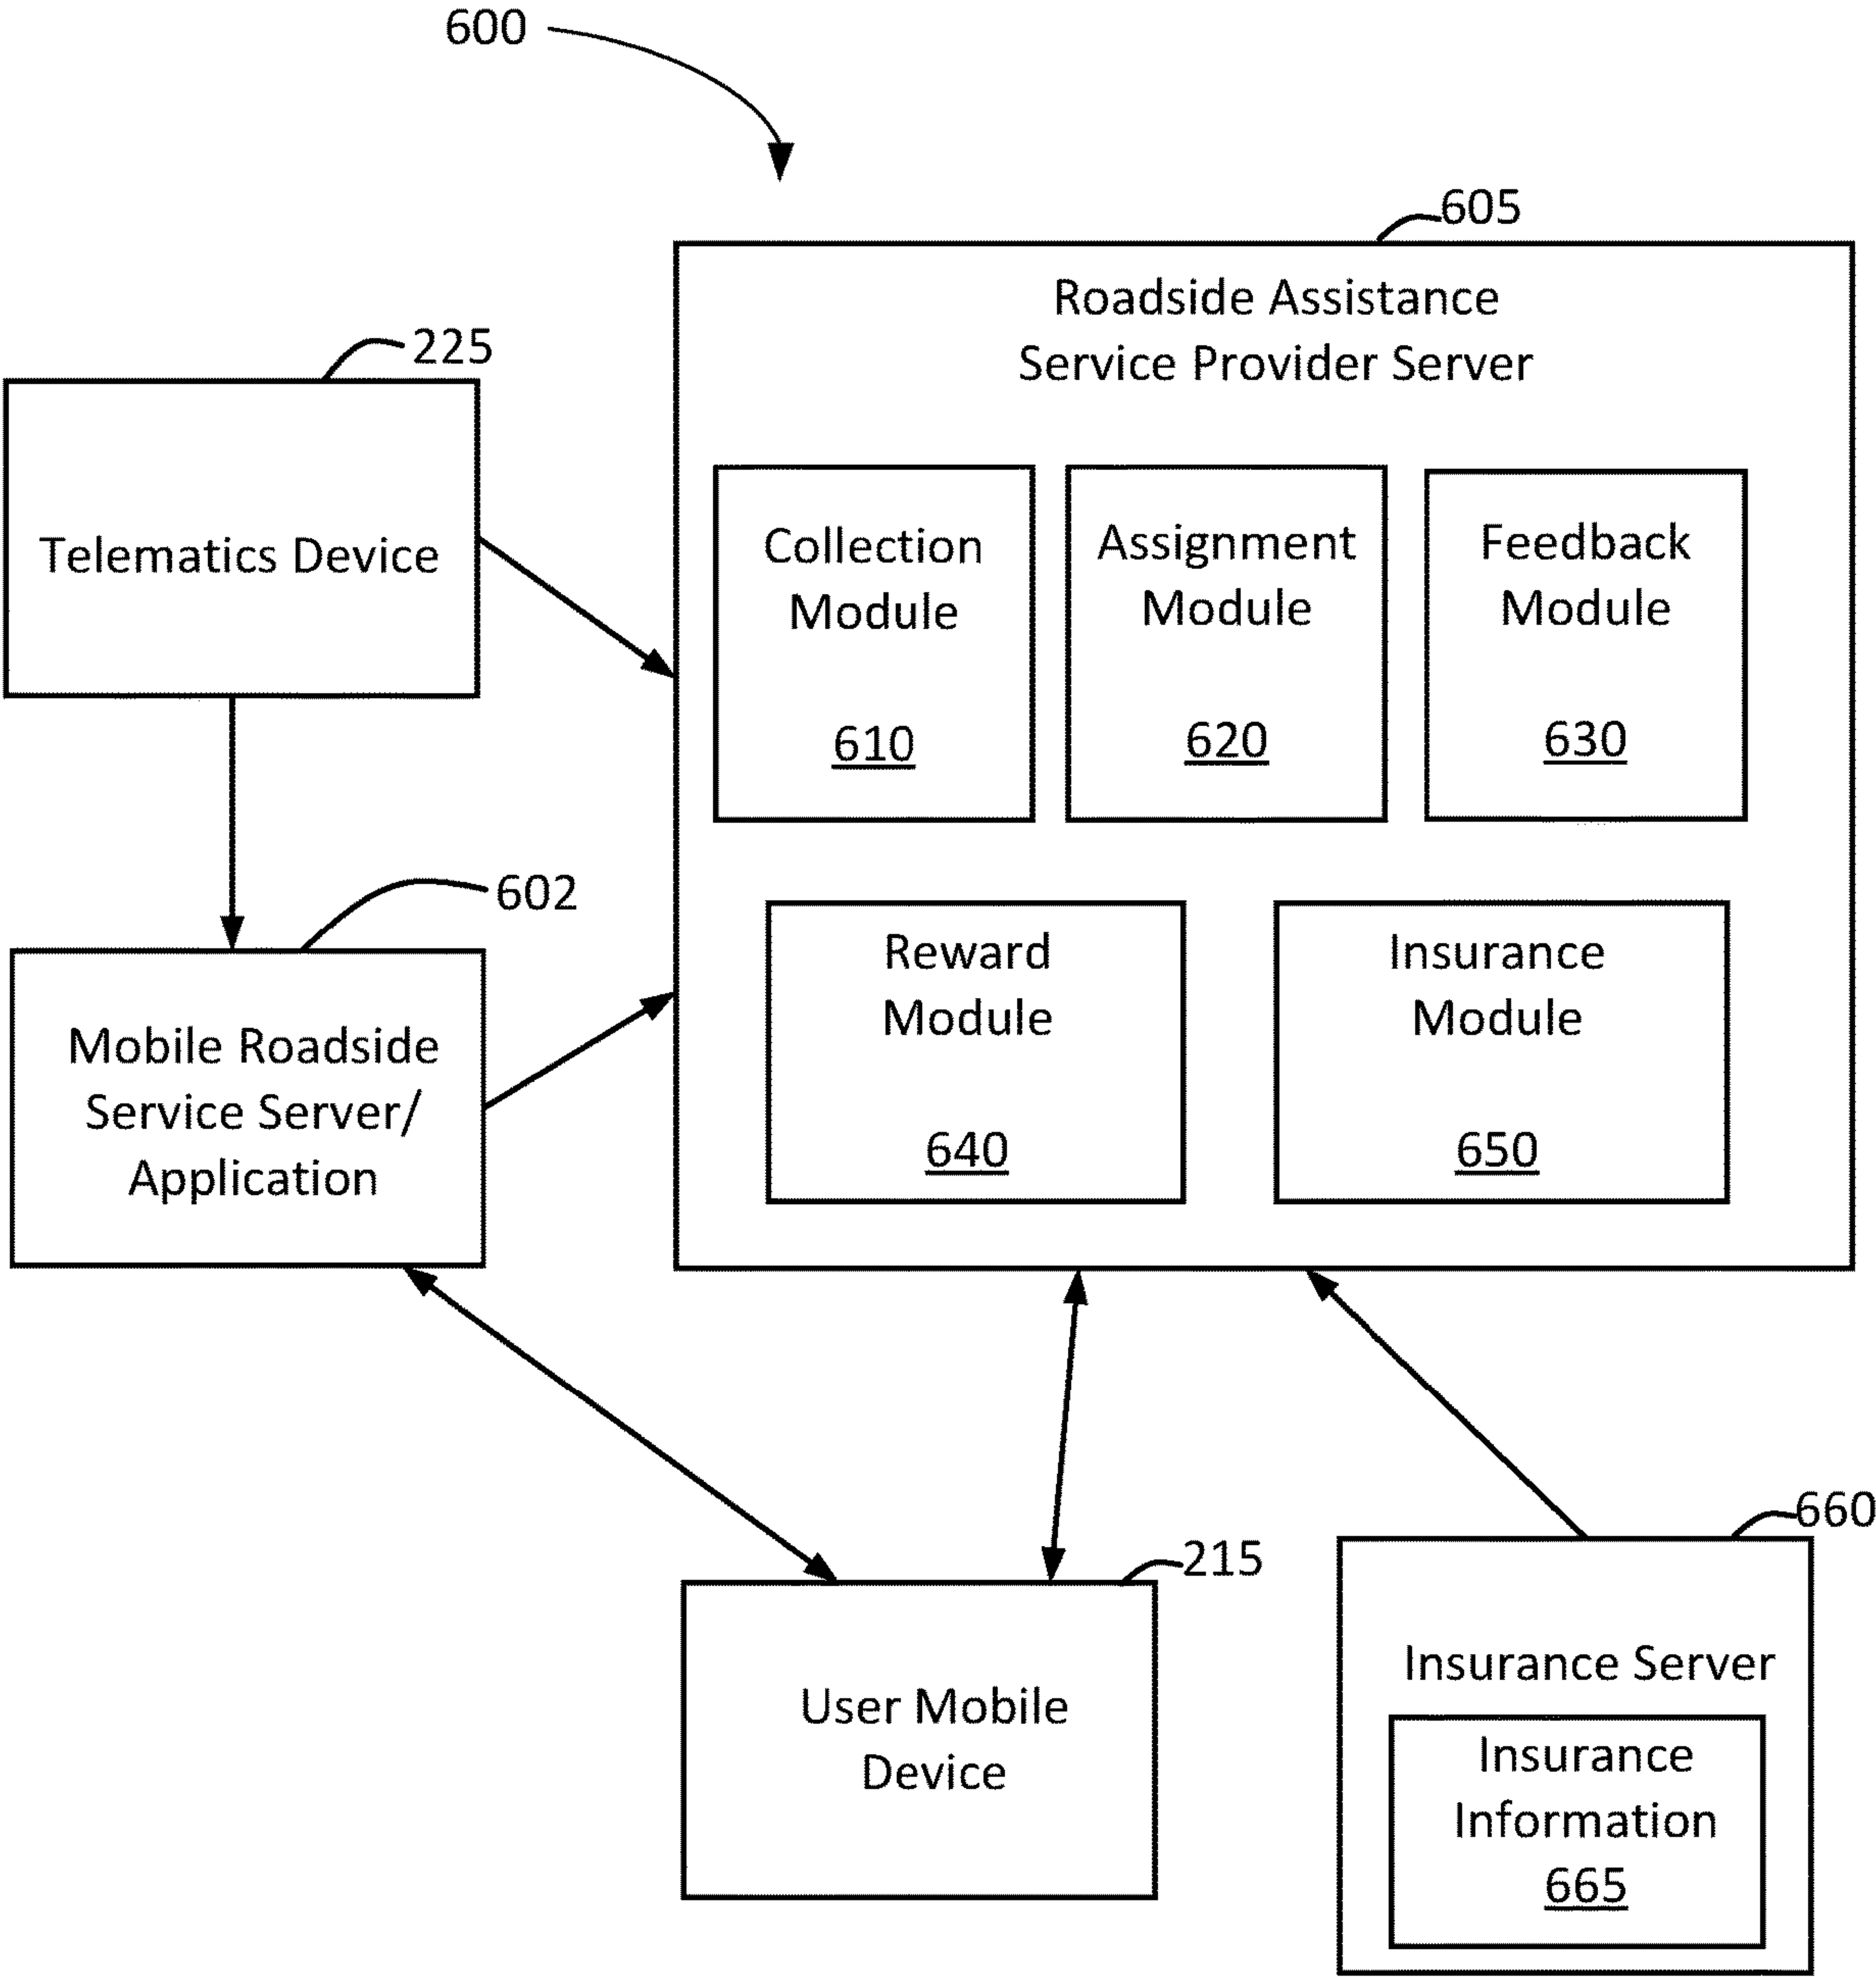 600
605
Roadside Assistance
Service Provider Server
225
Telematics Device
Collection
Module
610
Assignment
Module
620
Feedback
Module
630
602
Mobile Roadside
Service Server/
Application
Reward
Module
640
Insurance
Module
650
215
User Mobile
Device
660
Insurance Server
Insurance
Information
665